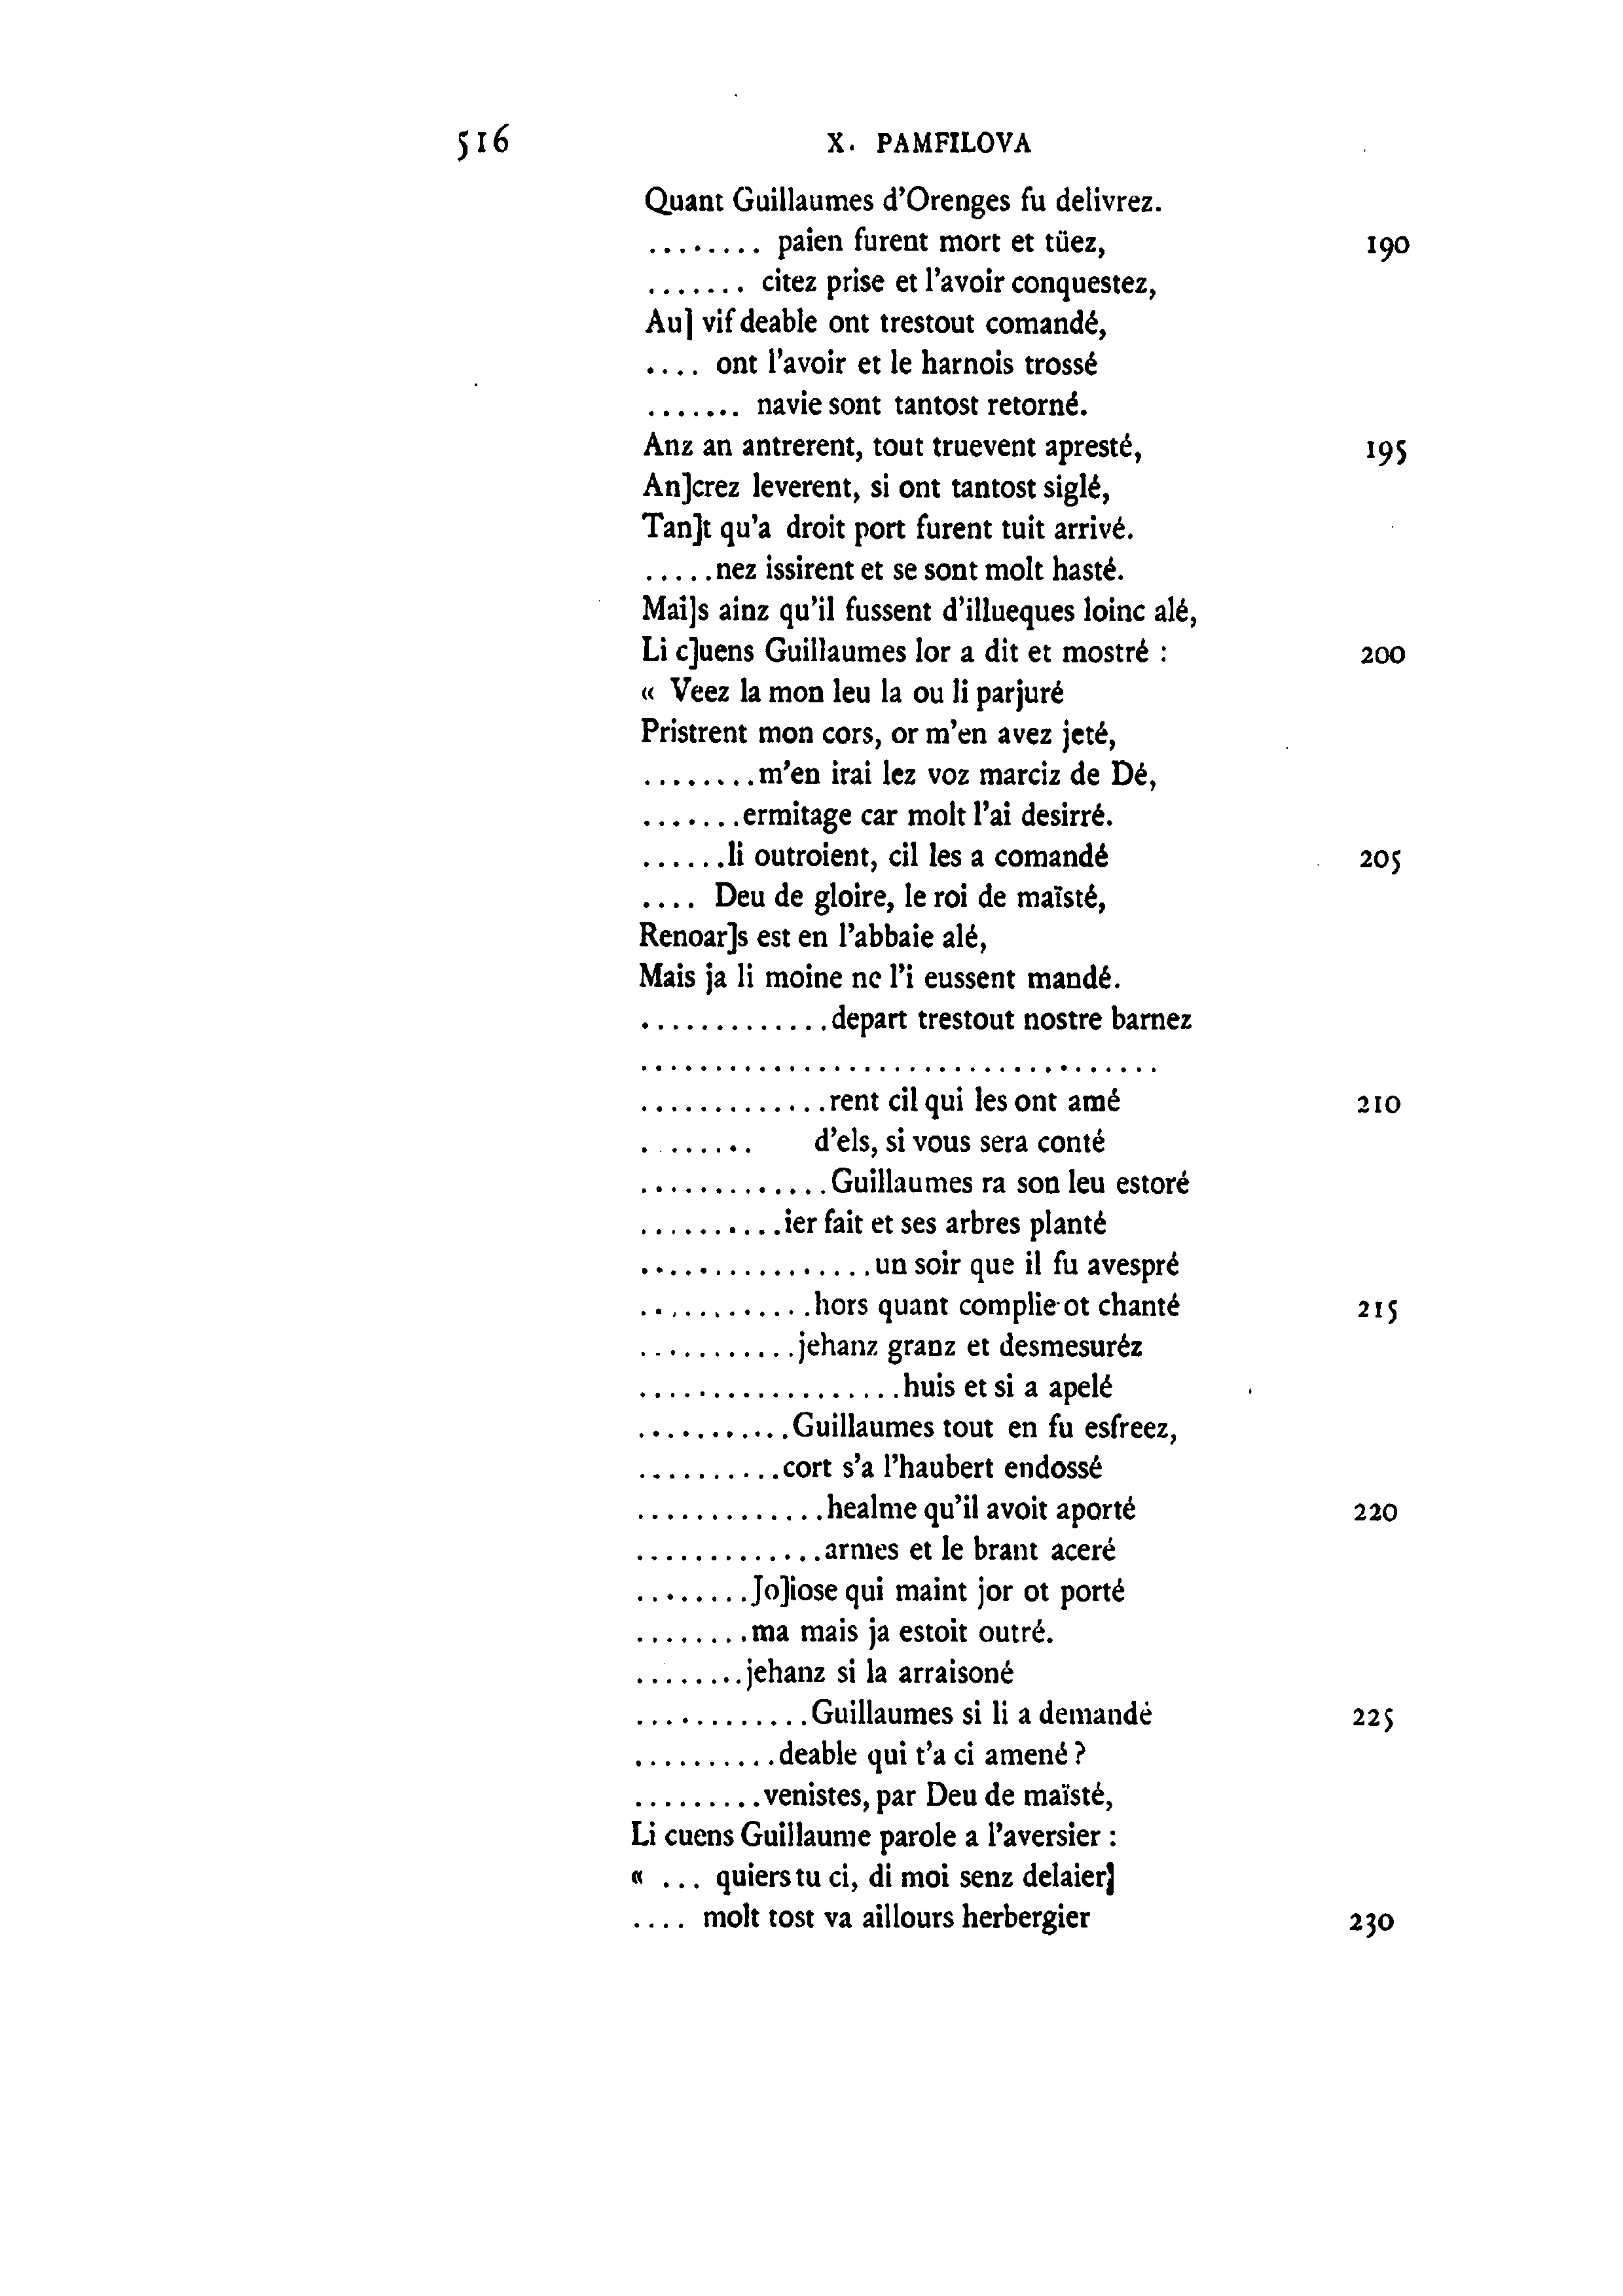 516 X. PAMFILOVA
Quant Guillaumes d'Orenges fu delivrez.
........ paien furent mort et tüez, 190
....... citez prise et l'avoir conquestez,
Au] vif deable ont trestout comandé,
.... ont l'avoir et le harnois trossé
....... navie sont tantost retorné.
Anz an antrerent, tout truevent apresté, 195
An]crez leverent, si ont tantost siglé,
Tan]t qu'a droit port furent tuit arrivé.
.....nez issirent et se sont molt hasté.
Mai]s ainz qu'il fussent d'illueques loinc alé,
Li c]uens Guillaumes lor a dit et mostré : 200
« Veez la mon leu la ou li parjuré
Pristrent mon cors, or m'en avez jeté,
........m'en irai lez voz marciz de Dé,
.......ermitage car molt l'ai desirré.
......li outroient, cil les a comandé 205
.... Deu de gloire, le roi de maïsté,
Renoar]s est en l'abbaie alé,
Mais ja li moine ne l'i eussent mandé.
.............depart trestout nostre barnez
...................................
.............rent cil qui les ont amé 210
........ d'els, si vous sera conté
.............Guillaumes ra son leu estoré
..........ier fait et ses arbres planté
................un soir que il fu avespré
............hors quant complie ot chanté 215
...........jehanz granz et desmesuréz
..................huis et si a apelé
...........Guillaumes tout en fu esfreez,
..........cort s'a l'haubert endossé
.............healme qu'il avoit aporté 220
.............armes et le brant aceré
........Jo]iose qui maint jor ot porté
........ma mais ja estoit outré.
........jehanz si la arraisoné
............Guillaumes si li a demandé 225
..........deable qui t'a ci amené ?
.........venistes, par Deu de maïsté,
Li cuens Guillaume parole a l'aversier :
« ... quiers tu ci, di moi senz delaier]
.... molt tost va aillours herbergier 230